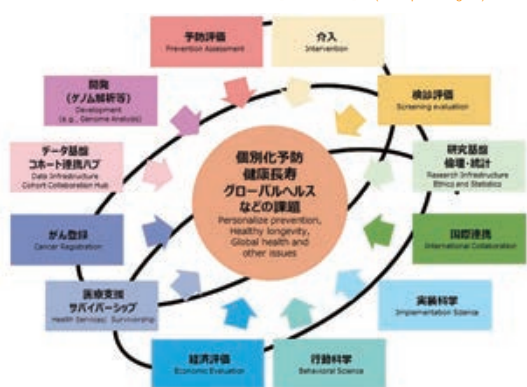 予防評価
Prevention Assessment
介入
Intervention
検診評価
Screening evaluation
研究基盤
倫理・統計
Research Infrastructure
Ethics and Statistics
国際連携
International Collaboration
実装科学
Implementation Science
行動科学
Behavioral Science
経済評価
Economic Evaluation
医療支援
サバイバーシップ
Health Services; Survivorship
がん登録
Cancer Registration
データ基盤
コホート連携ハブ
Data Infrastructure
Cohort Collaboration Hub
開発
(ゲノム解析等)
Development
(e.g., Genome Analysis)
個別化予防
健康長寿
グローバルヘルス
などの課題
Personalize prevention,
Healthy longevity,
Global health and
other issues